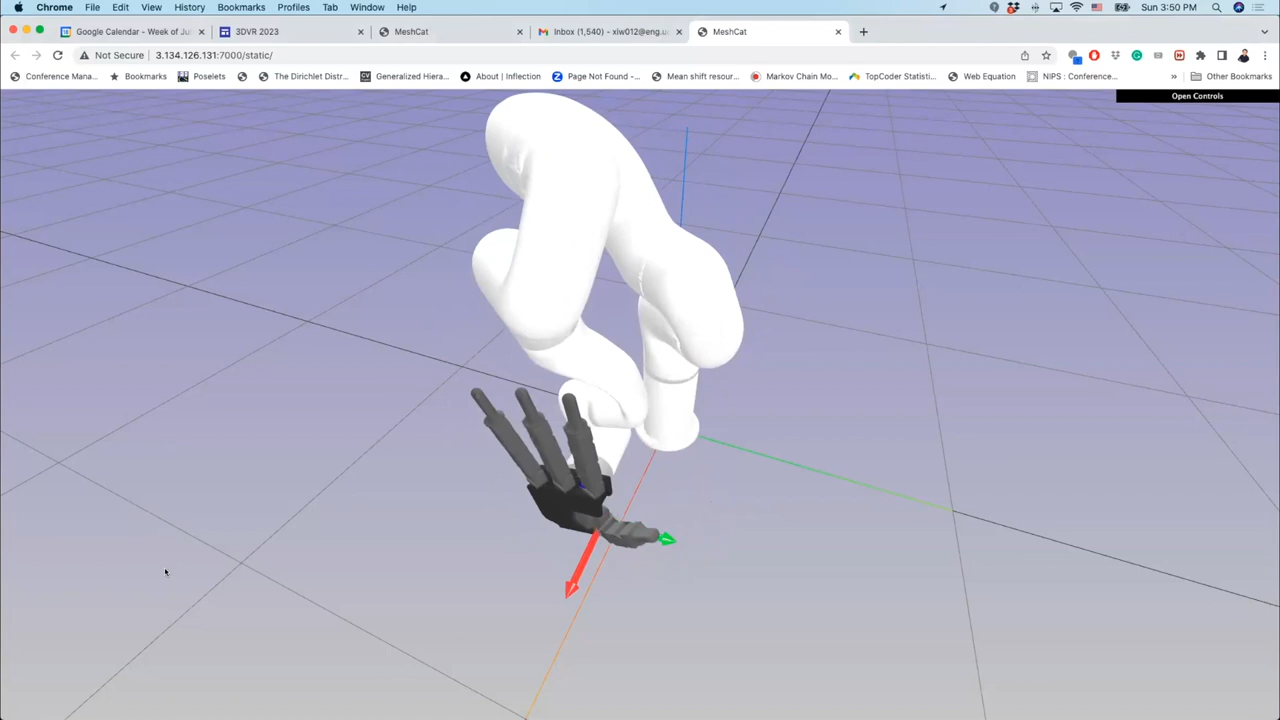 Chrome File Edit View History Bookmarks Profiles Tab Window Help Sun 3:50 PM
Google Calendar - Week of Ju 3DVR 2023 MeshCat Inbox (1,540) - xiw012@eng.u MeshCat
Not Secure 3.134.126.131:7000/static/
Conference Mana... Bookmarks Poselets The Dirichlet Distri... Generalized Hiera... About | Inflection Page Not Found -... Mean shift resour... Markov Chain Mo... TopCoder Statisti... Web Equation NIPS : Conference... » Other Bookmarks
Open Controls